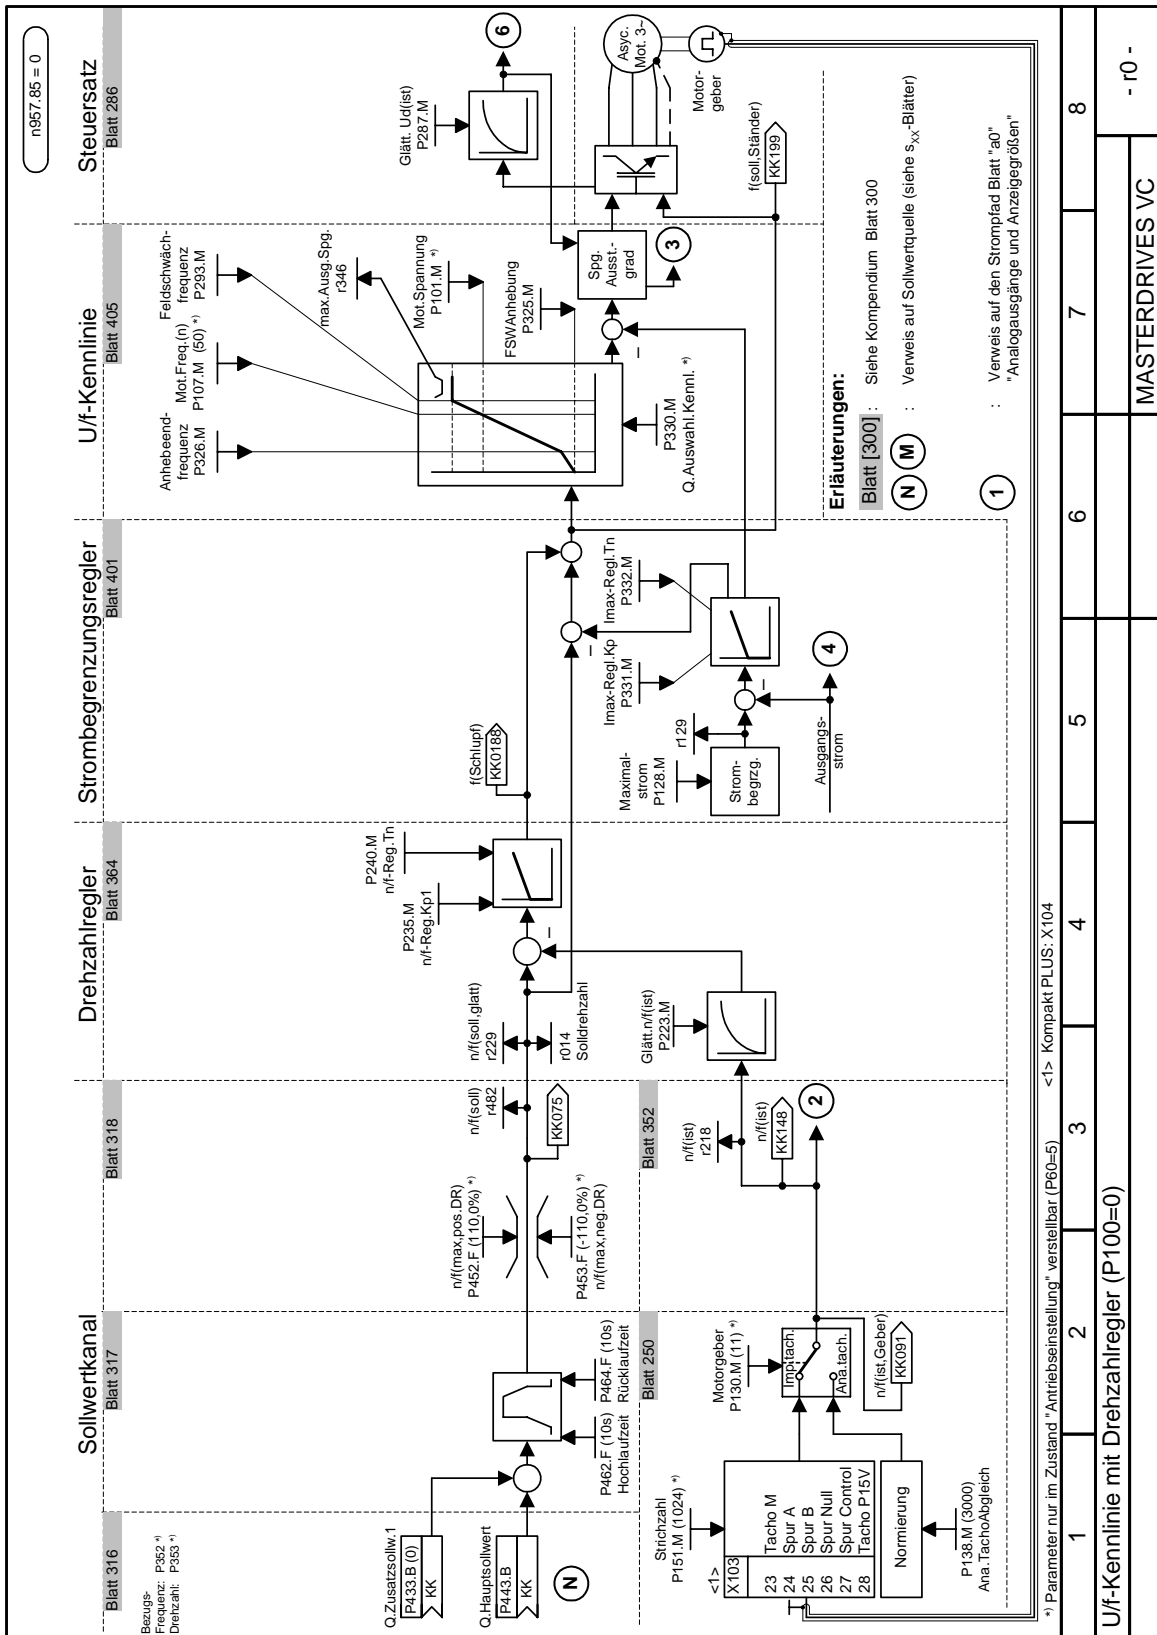 n957.85 = 0
Sollwertkanal
Drehzahlregler
Strombegrenzungsregler
U/f-Kennlinie
Steuersatz
Blatt 316
Blatt 317
Blatt 318
Blatt 364
Blatt 401
Blatt 405
Blatt 286
Bezugs-
Frequenz: P352 *)
Drehzahl: P353 *)
Q.Zusatzsollw.1
P433.B (0)
KK
Q.Hauptsollwert
P443.B
KK
N
P462.F (10s)
Hochlaufzeit
P464.F (10s)
Rücklaufzeit
n/f(max,pos.DR)
P452.F (110,0%) *)
P453.F (-110,0%) *)
n/f(max,neg.DR)
n/f(soll)
r482
KK075
n/f(soll,glatt)
r229
r014
Solldrehzahl
P235.M
n/f-Reg.Kp1
P240.M
n/f-Reg.Tn
–
f(Schlupf)
KK0188
Glätt.n/f(ist)
P223.M
Maximal-
strom
P128.M
Strom-
begrzg.
r129
Ausgangs-
strom
4
–
Imax-Regl.Kp
P331.M
Imax-Regl.Tn
P332.M
–
Anhebeend-
frequenz
P326.M
Mot.Freq.(n)
P107.M (50) *)
Feldschwäch-
frequenz
P293.M
max.Ausg.Spg.
r346
Mot.Spannung
P101.M *)
FSWAnhebung
P325.M
P330.M
Q.Auswahl.Kennl. *)
–
Spg.
Ausst.-
grad
3
Glätt. Ud(ist)
P287.M
6
Asyc.
Mot. 3~
Motor-
geber
f(soll,Ständer)
KK199
Blatt 250
Blatt 352
Strichzahl
P151.M (1024) *)
<1>
X103
23 Tacho M
24 Spur A
25 Spur B
26 Spur Null
27 Spur Control
28 Tacho P15V
Normierung
P138.M (3000)
Ana.TachoAbgleich
Motorgeber
P130.M (11) *)
Imp.tach.
Ana.tach.
n/f(ist,Geber)
KK091
n/f(ist)
r218
n/f(ist)
KK148
2
Erläuterungen:
Blatt [300] : Siehe Kompendium Blatt 300
N M : Verweis auf Sollwertquelle (siehe sXX-Blätter)
1 : Verweis auf den Strompfad Blatt "a0"
"Analogausgänge und Anzeigegrößen"
*) Parameter nur im Zustand "Antriebseinstellung" verstellbar (P60=5)
<1> Kompakt PLUS: X104
1 2 3 4 5 6 7 8
U/f-Kennlinie mit Drehzahlregler (P100=0)
MASTERDRIVES VC
- r0 -